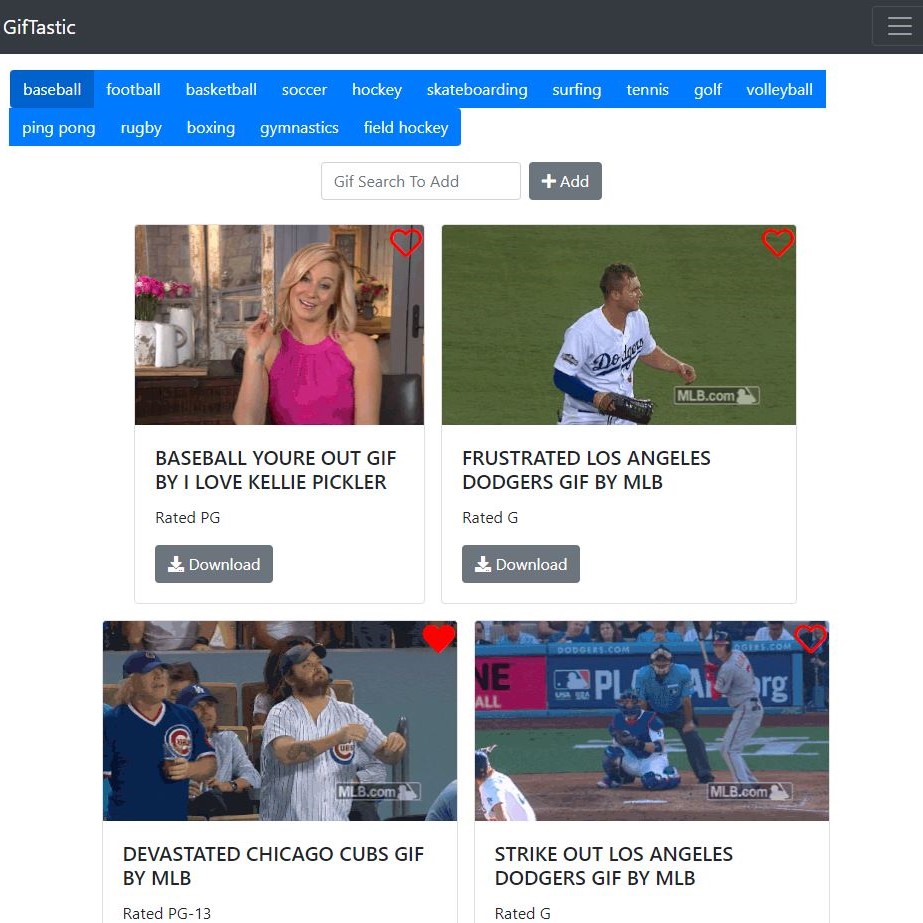 GifTastic
baseball football basketball soccer hockey skateboarding surfing tennis golf volleyball
ping pong rugby boxing gymnastics field hockey
Gif Search To Add
Add
Dodgers
MLB.com
BASEBALL YOURE OUT GIF
BY I LOVE KELLIE PICKLER
Rated PG
Download
FRUSTRATED LOS ANGELES
DODGERS GIF BY MLB
Rated G
Download
CUBS
MLB.com
DODGERS.COM
MLB.com
DEVASTATED CHICAGO CUBS GIF
BY MLB
Rated PG-13
STRIKE OUT LOS ANGELES
DODGERS GIF BY MLB
Rated G